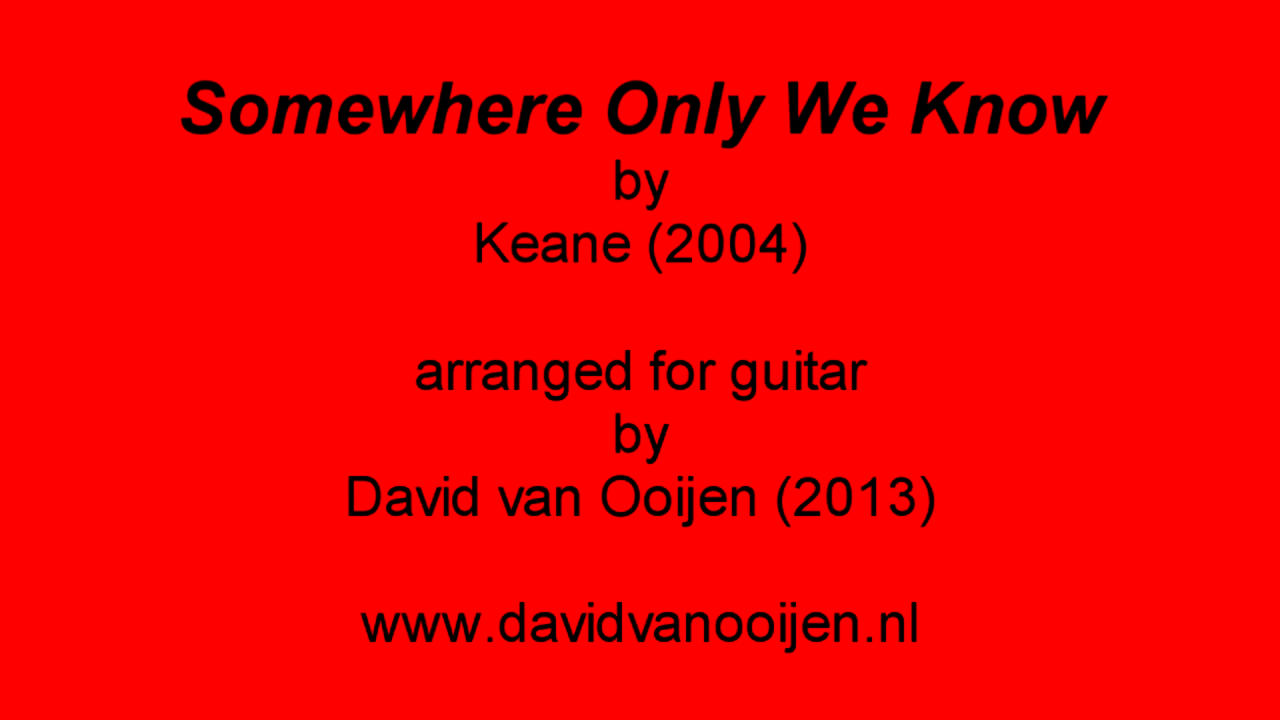 Somewhere Only We Know
by
Keane (2004)
arranged for guitar
by
David van Ooijen (2013)
www.davidvanooijen.nl